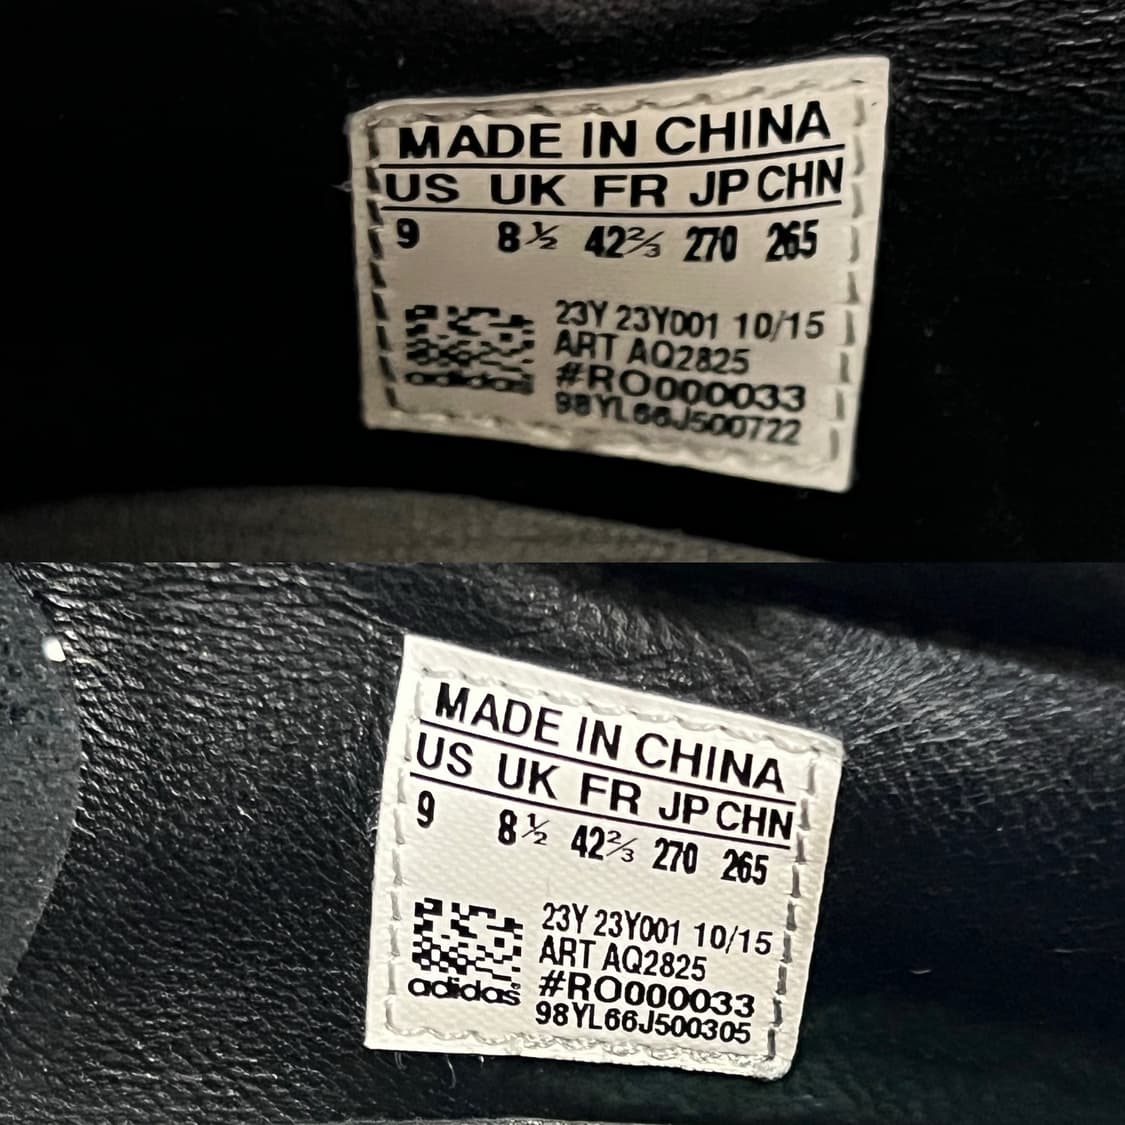 MADE IN CHINA
US UK FR JP CHN
9 8½ 42⅔ 270 265
23Y 23Y001 10/15
ART AQ2825
#RO000033
98YL66J500722
adidas
MADE IN CHINA
US UK FR JP CHN
9 8½ 42⅔ 270 265
23Y 23Y001 10/15
ART AQ2825
#RO000033
98YL66J500305
adidas